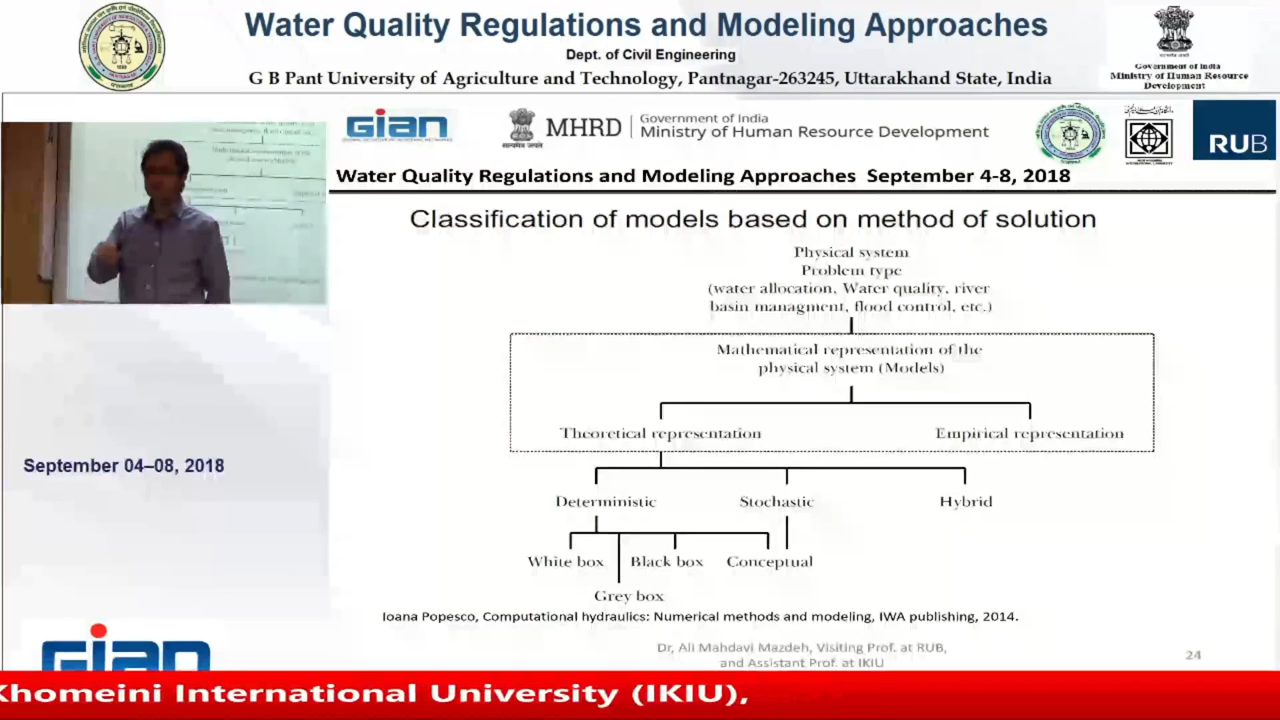 Water Quality Regulations and Modeling Approaches
Dept. of Civil Engineering
G B Pant University of Agriculture and Technology, Pantnagar-263245, Uttarakhand State, India
Government of India
Ministry of Human Resource
Development
GIAN
सत्यमेव जयते
MHRD
Government of India
Ministry of Human Resource Development
RUB
Water Quality Regulations and Modeling Approaches September 4-8, 2018
Classification of models based on method of solution
Physical system
Problem type
(water allocation, Water quality, river
basin managment, flood control, etc.)
Mathematical representation of the
physical system (Models)
Theoretical representation
Empirical representation
September 04–08, 2018
Deterministic
Stochastic
Hybrid
White box
Black box
Conceptual
Grey box
Ioana Popesco, Computational hydraulics: Numerical methods and modeling, IWA publishing, 2014.
Dr, Ali Mahdavi Mazdeh, Visiting Prof. at RUB,
and Assistant Prof. at IKIU
24
GIAN
Khomeini International University (IKIU),